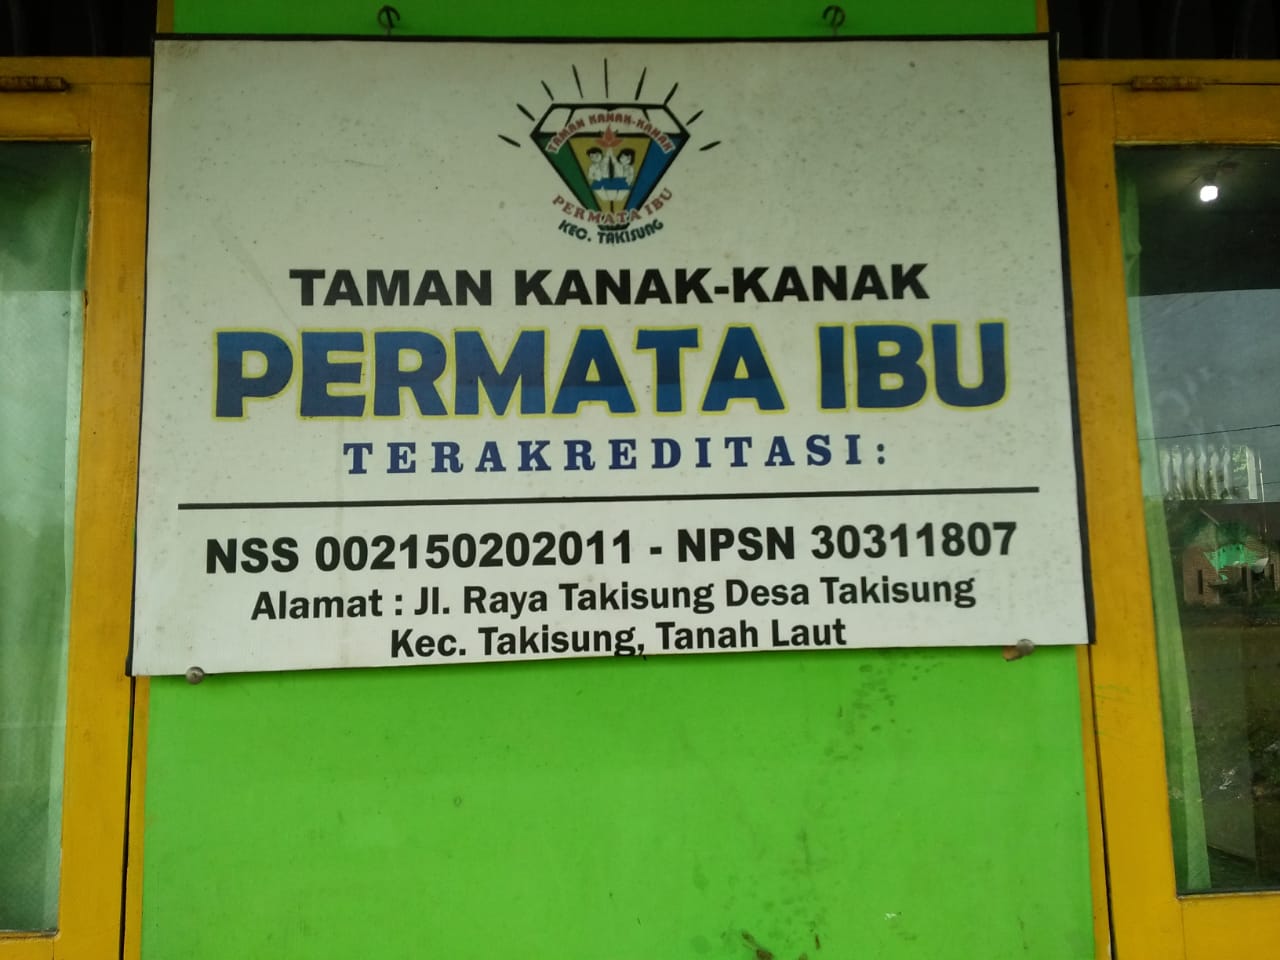 TAMAN KANAK-KANAK
PERMATA IBU
KEC. TAKISUNG
TAMAN KANAK-KANAK
PERMATA IBU
TERAKREDITASI :
NSS 002150202011 - NPSN 30311807
Alamat : Jl. Raya Takisung Desa Takisung
Kec. Takisung, Tanah Laut